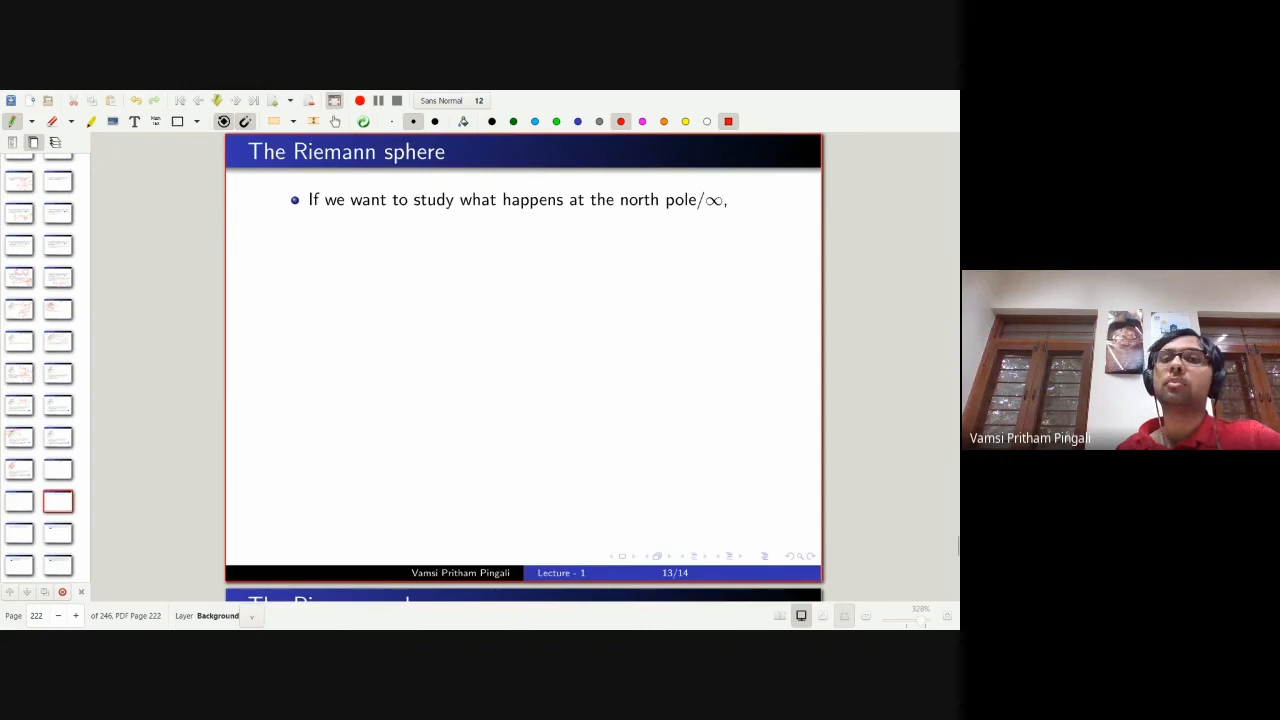 Sans Normal 12
The Riemann sphere
If we want to study what happens at the north pole/∞,
Vamsi Pritham Pingali Lecture - 1 13/14
Page 222 of 246, PDF Page 222 Layer Background 328%
Vamsi Pritham Pingali